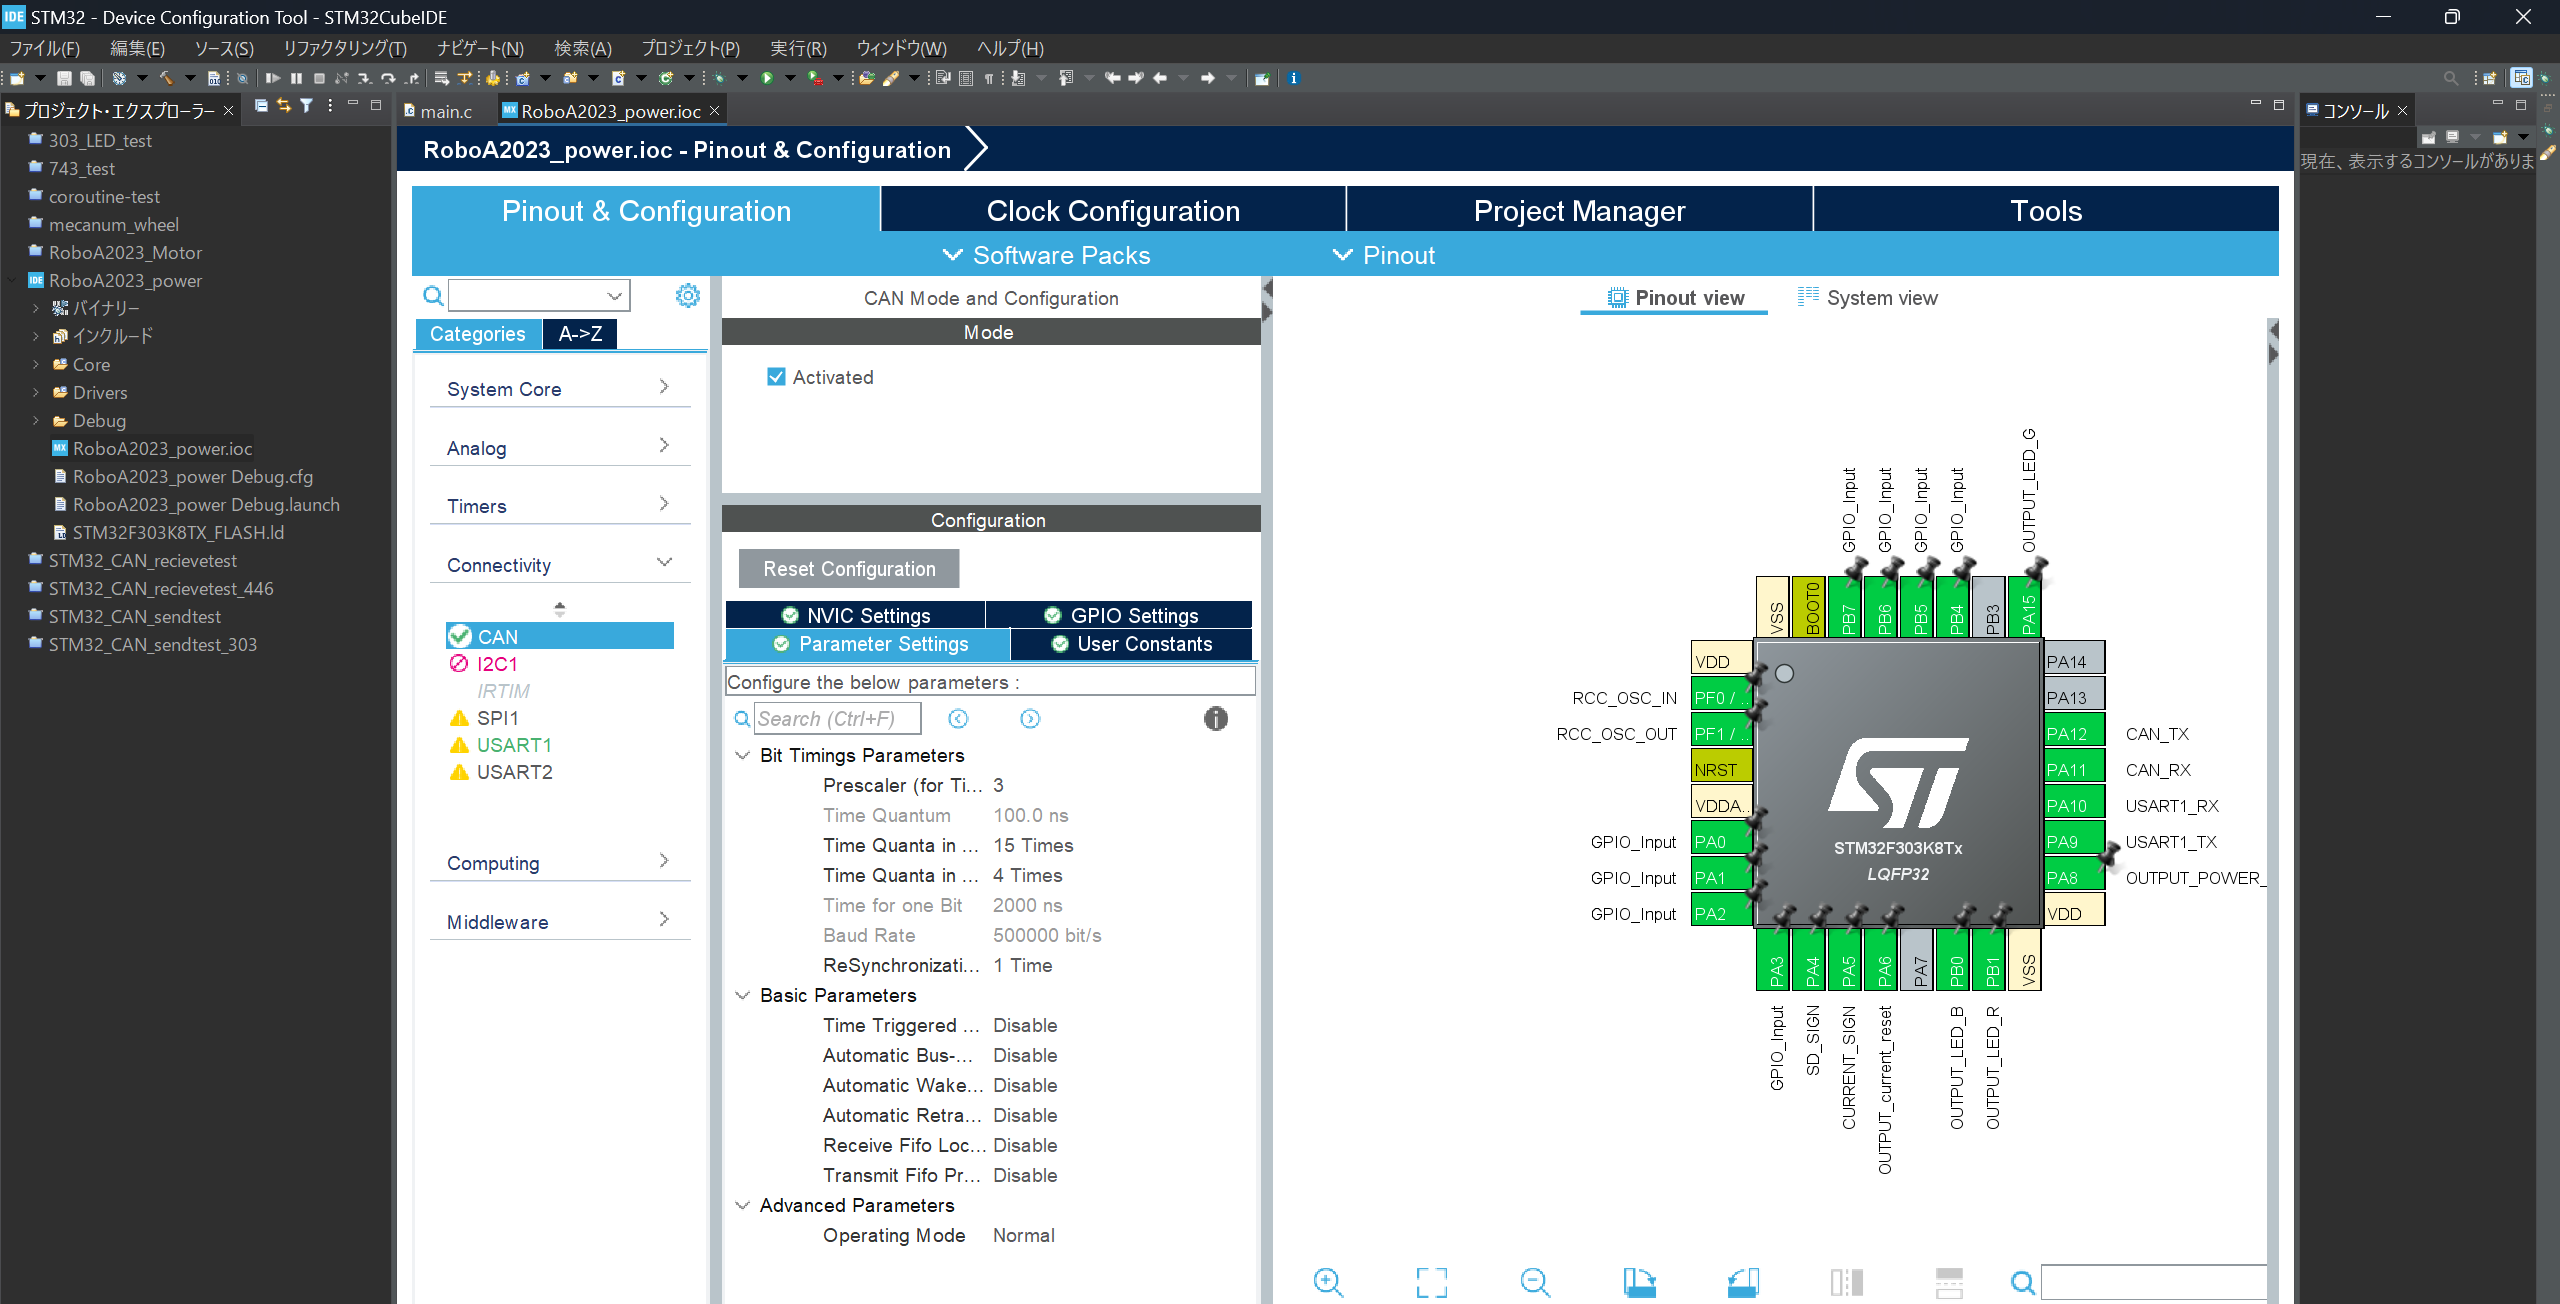 IDE STM32 - Device Configuration Tool - STM32CubeIDE
ファイル(F) 編集(E) ソース(S) リファクタリング(T) ナビゲート(N) 検索(A) プロジェクト(P) 実行(R) ウィンドウ(W) ヘルプ(H)
プロジェクト・エクスプローラー
303_LED_test
743_test
coroutine-test
mecanum_wheel
RoboA2023_Motor
IDE RoboA2023_power
バイナリー
インクルード
Core
Drivers
Debug
MX RoboA2023_power.ioc
RoboA2023_power Debug.cfg
RoboA2023_power Debug.launch
STM32F303K8TX_FLASH.ld
STM32_CAN_recievetest
STM32_CAN_recievetest_446
STM32_CAN_sendtest
STM32_CAN_sendtest_303
main.c
MX RoboA2023_power.ioc
RoboA2023_power.ioc - Pinout & Configuration
Pinout & Configuration
Clock Configuration
Project Manager
Tools
Software Packs
Pinout
Categories
A->Z
System Core
Analog
Timers
Connectivity
CAN
I2C1
IRTIM
SPI1
USART1
USART2
Computing
Middleware
CAN Mode and Configuration
Mode
Activated
Configuration
Reset Configuration
NVIC Settings
GPIO Settings
Parameter Settings
User Constants
Configure the below parameters :
Search (Ctrl+F)
Bit Timings Parameters
Prescaler (for Ti... 3
Time Quantum 100.0 ns
Time Quanta in ... 15 Times
Time Quanta in ... 4 Times
Time for one Bit 2000 ns
Baud Rate 500000 bit/s
ReSynchronizati... 1 Time
Basic Parameters
Time Triggered ... Disable
Automatic Bus-... Disable
Automatic Wake... Disable
Automatic Retra... Disable
Receive Fifo Loc... Disable
Transmit Fifo Pr... Disable
Advanced Parameters
Operating Mode Normal
Pinout view
System view
GPIO_Input
GPIO_Input
GPIO_Input
GPIO_Input
OUTPUT_LED_G
VSS
BOOT0
PB7
PB6
PB5
PB4
PB3
PA15
VDD
RCC_OSC_IN PF0 / ..
RCC_OSC_OUT PF1 / ..
NRST
VDDA..
GPIO_Input PA0
GPIO_Input PA1
GPIO_Input PA2
ST
STM32F303K8Tx
LQFP32
PA14
PA13
PA12 CAN_TX
PA11 CAN_RX
PA10 USART1_RX
PA9 USART1_TX
PA8 OUTPUT_POWER_
VDD
PA3
PA4
PA5
PA6
PA7
PB0
PB1
VSS
GPIO_Input
SD_SIGN
CURRENT_SIGN
OUTPUT_current_reset
OUTPUT_LED_B
OUTPUT_LED_R
コンソール
現在、表示するコンソールがありま